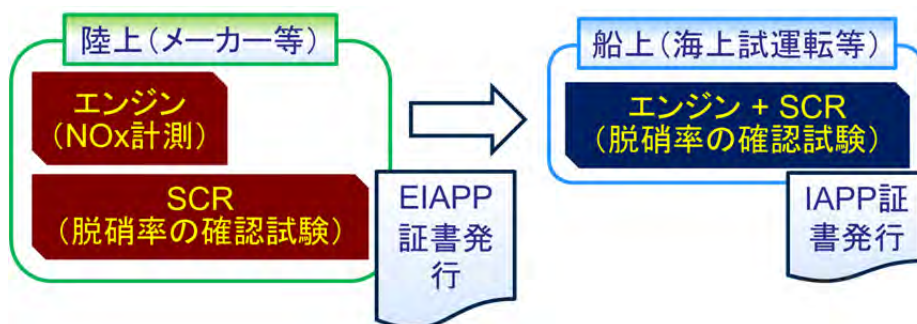 陸上(メーカー等)
エンジン
(NOx計測)
SCR
(脱硝率の確認試験)
EIAPP
証書発
行
船上(海上試運転等)
エンジン + SCR
(脱硝率の確認試験)
IAPP証
書発行